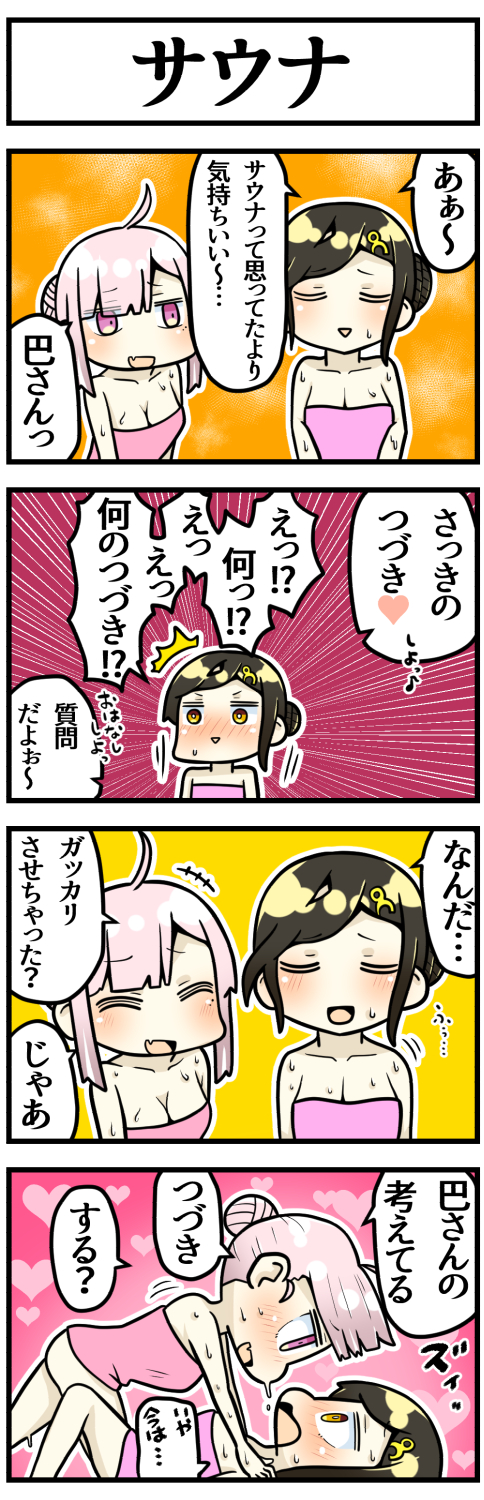 サウナ
あぁ〜
サウナって思ってたより
気持ちいい〜…
巴さんっ
さっきの
つづき♥
しよっ♪
えっ!?
何っ!?
えっ
えっ
何のつづき!?
質問
だよぉ〜
おはなし
しよっ
なんだ…
ふぅ…
ガッカリ
させちゃった？
じゃあ
巴さんの
考えてる
つづき
する？
ズイ
いや
今は…